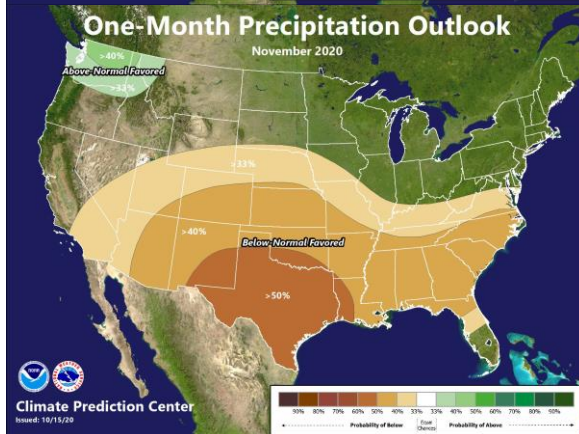 One-Month Precipitation Outlook
November 2020
>40%
Above-Normal Favored
>33%
>33%
>40%
Below-Normal Favored
>50%
Climate Prediction Center
Issued: 10/15/20
90% 80% 70% 60% 50% 40% 33% 33% 40% 50% 60% 70% 80% 90%
Probability of Below
Equal
Chances
Probability of Above